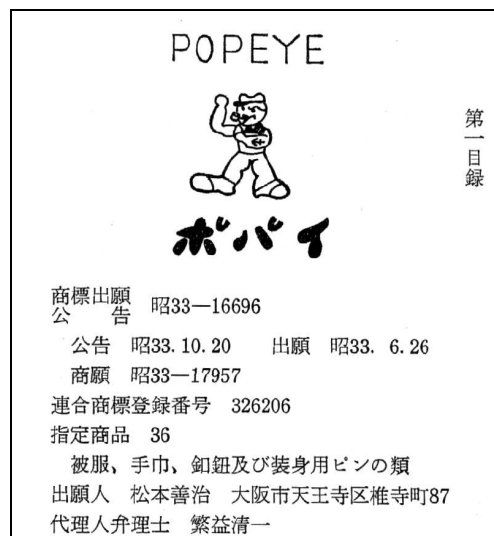 POPEYE
第一目録
ボバイ
商標出願
公告 昭33—16696
公告 昭33.10.20 出願 昭33. 6.26
商願 昭33—17957
連合商標登録番号 326206
指定商品 36
被服、手巾、釦鈕及び装身用ピンの類
出願人 松本善治 大阪市天王寺区椎寺町87
代理人弁理士 繁益清一